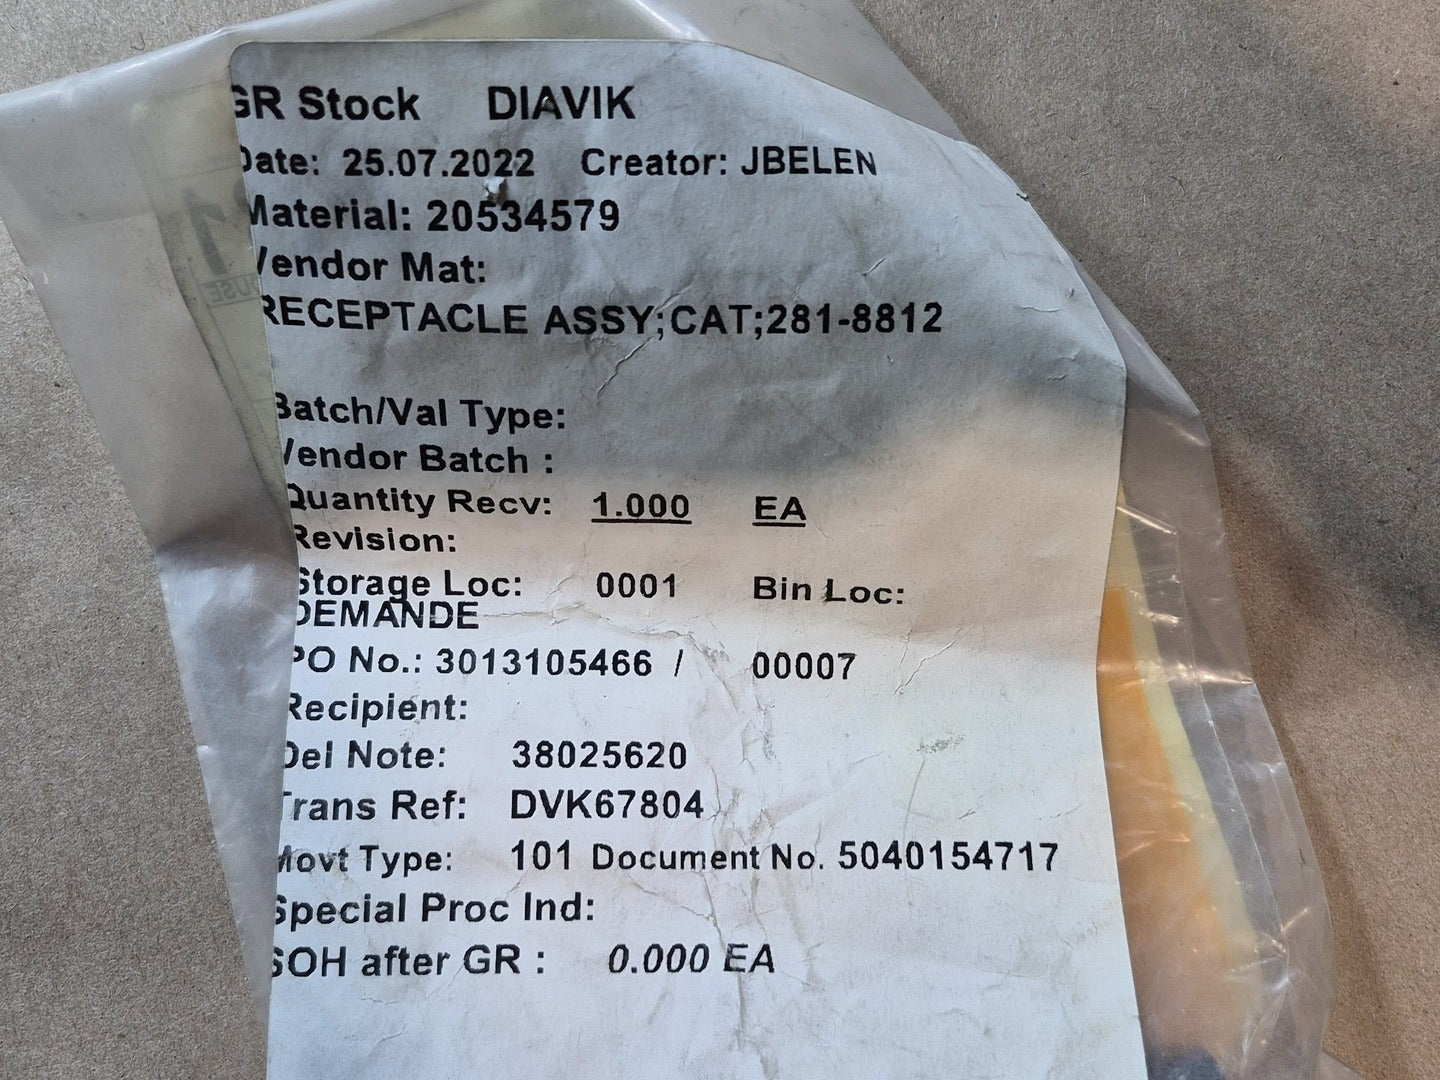 GR Stock DIAVIK
Date: 25.07.2022 Creator: JBELEN
Material: 20534579
Vendor Mat:
RECEPTACLE ASSY;CAT;281-8812
Batch/Val Type:
Vendor Batch :
Quantity Recv: 1.000 EA
Revision:
Storage Loc: 0001 Bin Loc:
DEMANDE
PO No.: 3013105466 / 00007
Recipient:
Del Note: 38025620
Trans Ref: DVK67804
Movt Type: 101 Document No. 5040154717
Special Proc Ind:
SOH after GR : 0.000 EA